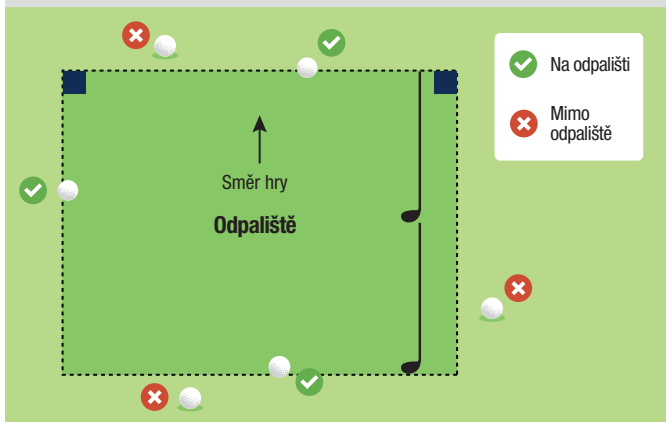 Na odpališti
Mimo
odpaliště
Směr hry
Odpaliště